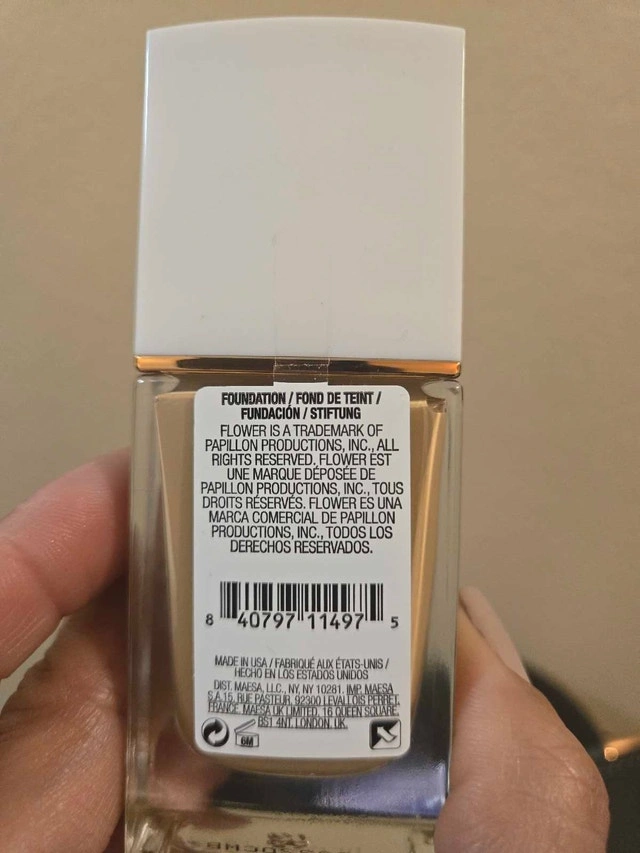 FOUNDATION / FOND DE TEINT /
FUNDACIÓN / STIFTUNG
FLOWER IS A TRADEMARK OF
PAPILLON PRODUCTIONS, INC., ALL
RIGHTS RESERVED. FLOWER EST
UNE MARQUE DÉPOSÉE DE
PAPILLON PRODUCTIONS, INC., TOUS
DROITS RÉSERVÉS. FLOWER ES UNA
MARCA COMERCIAL DE PAPILLON
PRODUCTIONS, INC., TODOS LOS
DERECHOS RESERVADOS.
8 40797 11497 5
MADE IN USA / FABRIQUÉ AUX ÉTATS-UNIS /
HECHO EN LOS ESTADOS UNIDOS
DIST. MAESA, LLC., NY, NY 10281. IMP. MAESA
S.A.15, RUE PASTEUR, 92300 LEVALLOIS PERRET,
FRANCE. MAESA UK LIMITED, 16 QUEEN SQUARE,
BS1 4NT, LONDON, UK.
6M